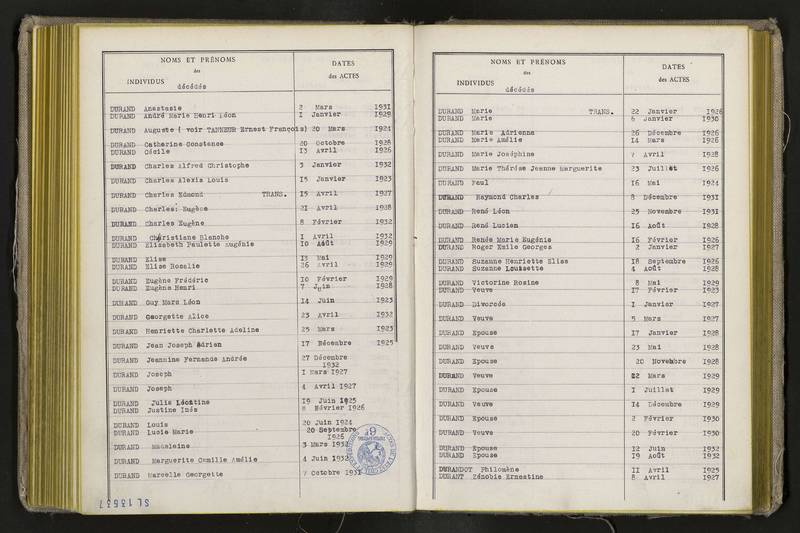 NOMS ET PRÉNOMS
des
INDIVIDUS
décédés
DATES
des ACTES
DURAND Anastasie 2 Mars 1931
DURAND André Marie Henri Léon I Janvier 1929
DURAND Auguste ( voir TANNEUR Ernest François) 20 Mars 1921
DURAND Catherine Constance 20 Octobre 1928
DURAND Cécile 13 Avril 1926
DURAND Charles Alfred Christophe 3 Janvier 1932
DURAND Charles Alexis Louis 15 Janvier 1923
DURAND Charles Edmond TRANS. 15 Avril 1927
DURAND Charles Eugène 21 Avril 1928
DURAND Charles Eugène 8 Février 1932
DURAND Christiane Blanche I Avril 1932
DURAND Elizabeth Paulette Eugénie 10 Août 1929
DURAND Elise 13 Mai 1929
DURAND Elise Rosalie 26 Avril 1929
DURAND Eugène Frédéric 10 Février 1929
DURAND Eugène Henri 7 Juin 1928
DURAND Guy Marc Léon 14 Juin 1923
DURAND Georgette Alice 23 Avril 1932
DURAND Henriette Charlette Adeline 25 Mars 1923
DURAND Jean Joseph Adrien 17 Décembre 1925
DURAND Jeannine Fernande Andrée 27 Décembre
1932
DURAND Joseph I Mars 1927
DURAND Joseph 4 Avril 1927
DURAND Julie Léontine 19 Juin 1925
DURAND Justine Inès 8 Février 1926
DURAND Louis 20 Juin 1924
DURAND Lucie Marie 20 Septembre
1926
DURAND Madeleine 3 Mars 1932
DURAND Marguerite Camille Amélie 4 Juin 1932
DURAND Marcelle Georgette 7 Octobre 1931
19
SL 13537
NOMS ET PRÉNOMS
des
INDIVIDUS
décédés
DATES
des ACTES
DURAND Marie TRANS. 22 Janvier 1926
DURAND Marie 6 Janvier 1930
DURAND Marie Adrienne 26 Décembre 1926
DURAND Marie Amélie 14 Mars 1926
DURAND Marie Joséphine 7 Avril 1928
DURAND Marie Thérèse Jeanne Marguerite 23 Juillet 1926
DURAND Paul 16 Mai 1924
DURAND Raymond Charles 8 Décembre 1931
DURAND René Léon 25 Novembre 1931
DURAND René Lucien 16 Août 1928
DURAND Renée Marie Eugénie 16 Février 1926
DURAND Roger Emile Georges 2 Janvier 1927
DURAND Suzanne Henriette Elise 18 Septembre 1926
DURAND Suzanne Louisette 4 Août 1928
DURAND Victorine Rosine 8 Mai 1929
DURAND Veuve 17 Février 1923
DURAND Divorcée I Janvier 1927
DURAND Veuve 5 Mars 1927
DURAND Epouse 17 Janvier 1928
DURAND Veuve 23 Mai 1928
DURAND Epouse 20 Novembre 1928
DURAND Veuve 22 Mars 1929
DURAND Epouse I Juillet 1929
DURAND Veuve 14 Décembre 1929
DURAND Epouse 2 Février 1930
DURAND Veuve 20 Février 1930
DURAND Epouse 12 Juin 1932
DURAND Epouse 19 Août 1932
DURANDOT Philomène II Avril 1925
DURANT Zénobie Ernestine 8 Avril 1927